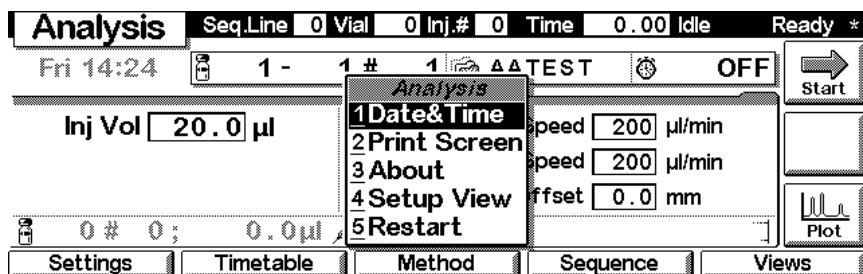 Analysis Seq.Line 0 Vial 0 Inj.# 0 Time 0.00 Idle Ready *
Fri 14:24 1 - 1 # 1 AATEST OFF
Start
Analysis
1 Date&Time
2 Print Screen
3 About
4 Setup View
5 Restart
Inj Vol 20.0 µl
Speed 200 µl/min
Speed 200 µl/min
ffset 0.0 mm
0 # 0; 0.0µl
Plot
Settings Timetable Method Sequence Views